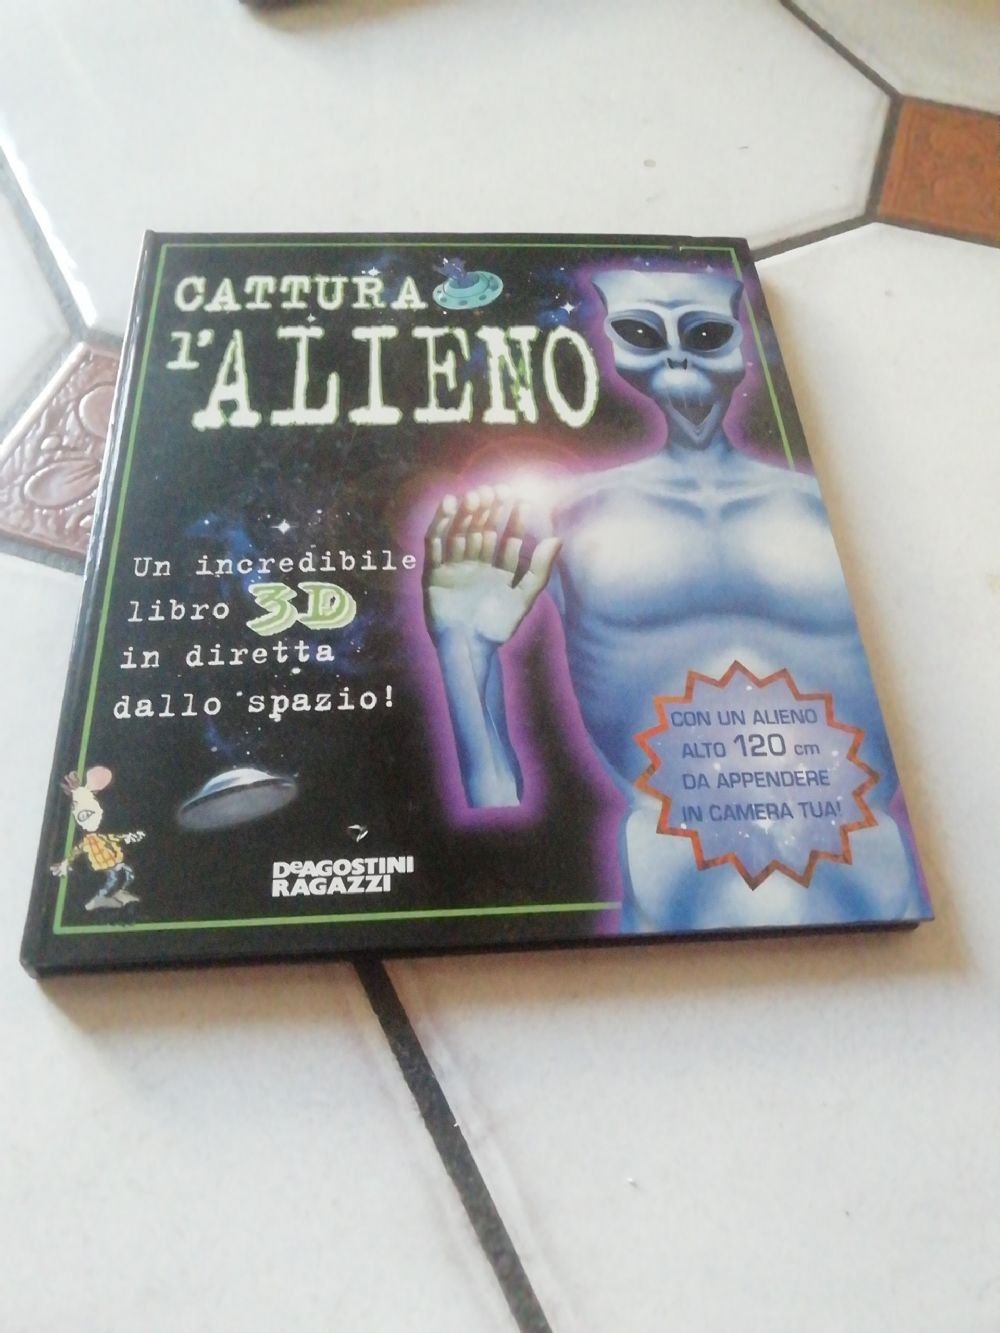 CATTURA
l'ALIENO
Un incredibile
libro 3D
in diretta
dallo spazio!
CON UN ALIENO
ALTO 120 cm
DA APPENDERE
IN CAMERA TUA!
DeAGOSTINI
RAGAZZI